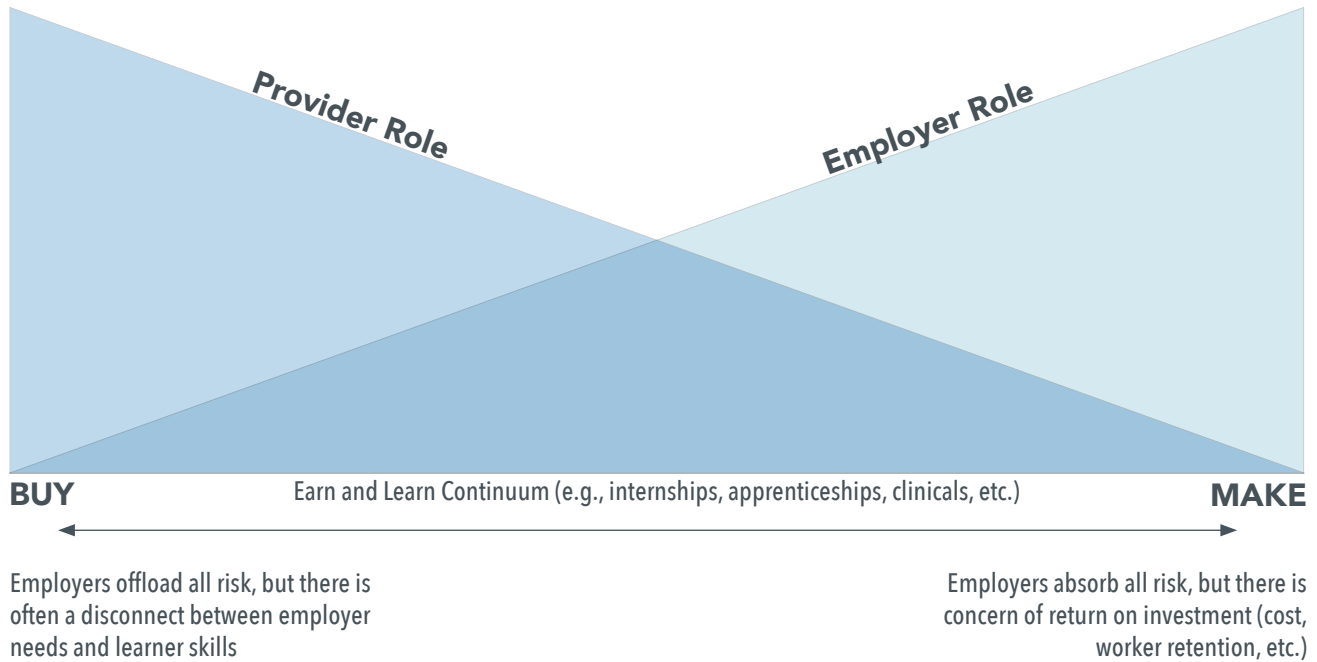 Provider Role
Employer Role
BUY
Earn and Learn Continuum (e.g., internships, apprenticeships, clinicals, etc.)
MAKE
Employers offload all risk, but there is
often a disconnect between employer
needs and learner skills
Employers absorb all risk, but there is
concern of return on investment (cost,
worker retention, etc.)